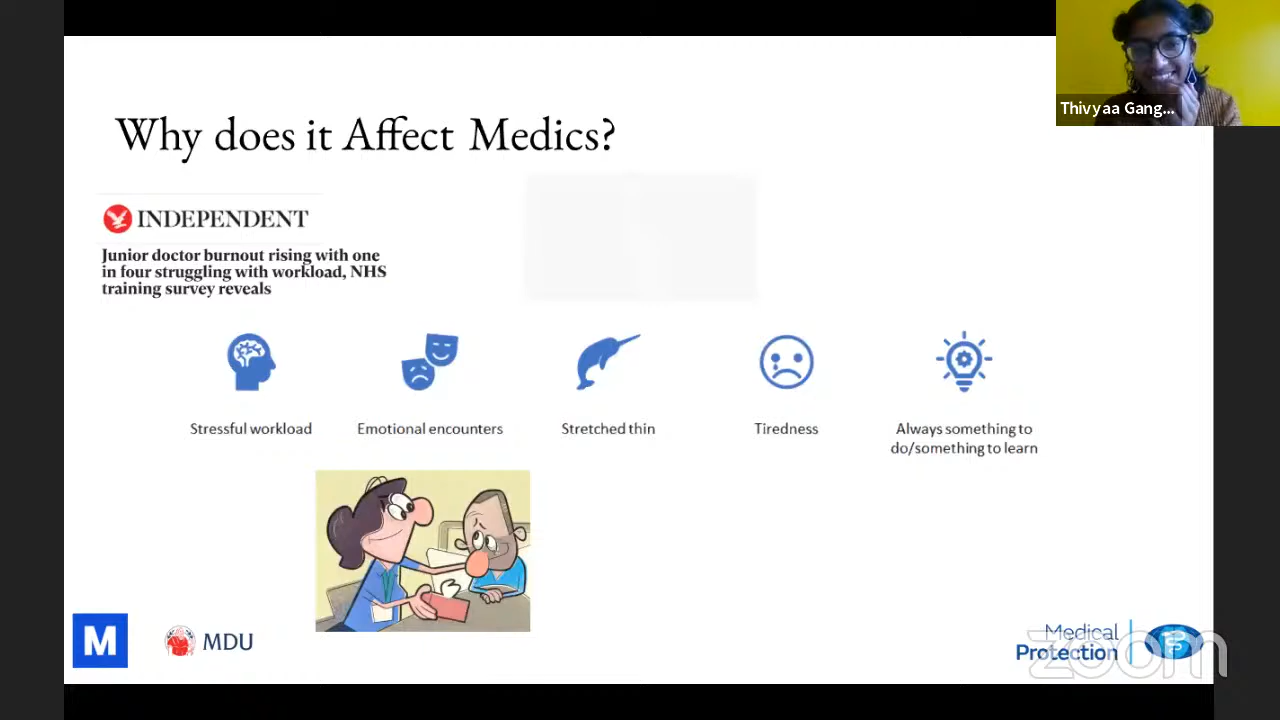 Thivyaa Gang...
Why does it Affect Medics?
INDEPENDENT
Junior doctor burnout rising with one
in four struggling with workload, NHS
training survey reveals
Stressful workload
Emotional encounters
Stretched thin
Tiredness
Always something to
do/something to learn
M
MDU
Medical
Protection
zoom